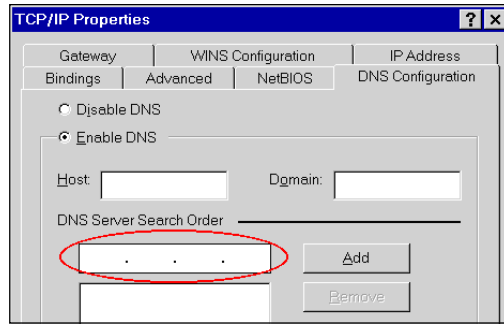 TCP/IP Properties ? ×
Gateway WINS Configuration IP Address
Bindings Advanced NetBIOS DNS Configuration
Disable DNS
Enable DNS
Host: Domain:
DNS Server Search Order
. . . Add
Remove